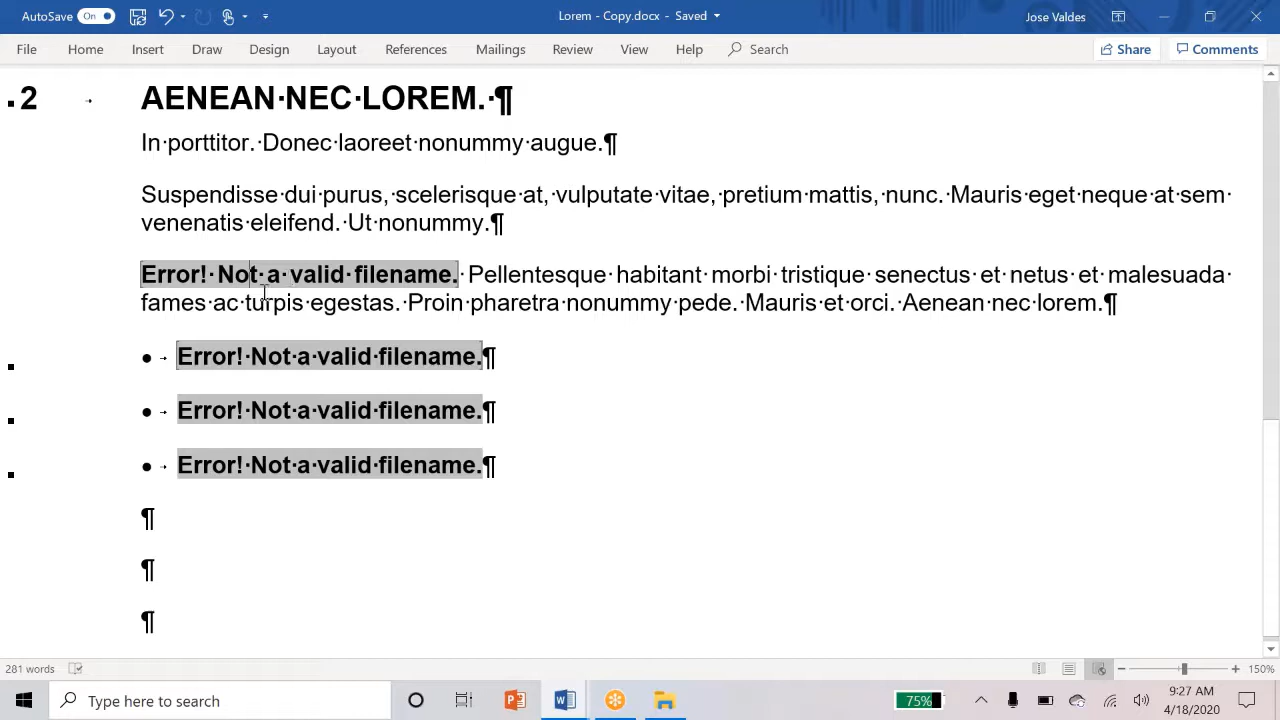 AutoSave On Lorem - Copy.docx - Saved Jose Valdes
File Home Insert Draw Design Layout References Mailings Review View Help Search Share Comments
2 AENEAN·NEC·LOREM.·¶
In·porttitor.·Donec·laoreet·nonummy·augue.¶
Suspendisse·dui·purus,·scelerisque·at,·vulputate·vitae,·pretium·mattis,·nunc.·Mauris·eget·neque·at·sem·
venenatis·eleifend.·Ut·nonummy.¶
Error!·Not·a·valid·filename.·Pellentesque·habitant·morbi·tristique·senectus·et·netus·et·malesuada·
fames·ac·turpis·egestas.·Proin·pharetra·nonummy·pede.·Mauris·et·orci.·Aenean·nec·lorem.¶
●→Error!·Not·a·valid·filename.¶
●→Error!·Not·a·valid·filename.¶
●→Error!·Not·a·valid·filename.¶
¶
¶
¶
281 words 150%
Type here to search 75% 9:27 AM
4/18/2020